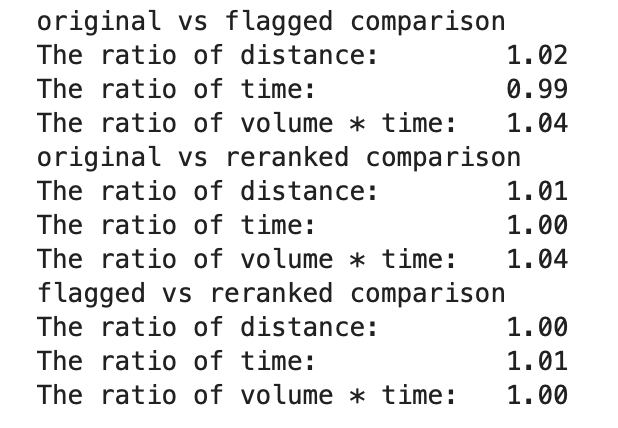 original vs flagged comparison
The ratio of distance: 1.02
The ratio of time: 0.99
The ratio of volume * time: 1.04
original vs reranked comparison
The ratio of distance: 1.01
The ratio of time: 1.00
The ratio of volume * time: 1.04
flagged vs reranked comparison
The ratio of distance: 1.00
The ratio of time: 1.01
The ratio of volume * time: 1.00